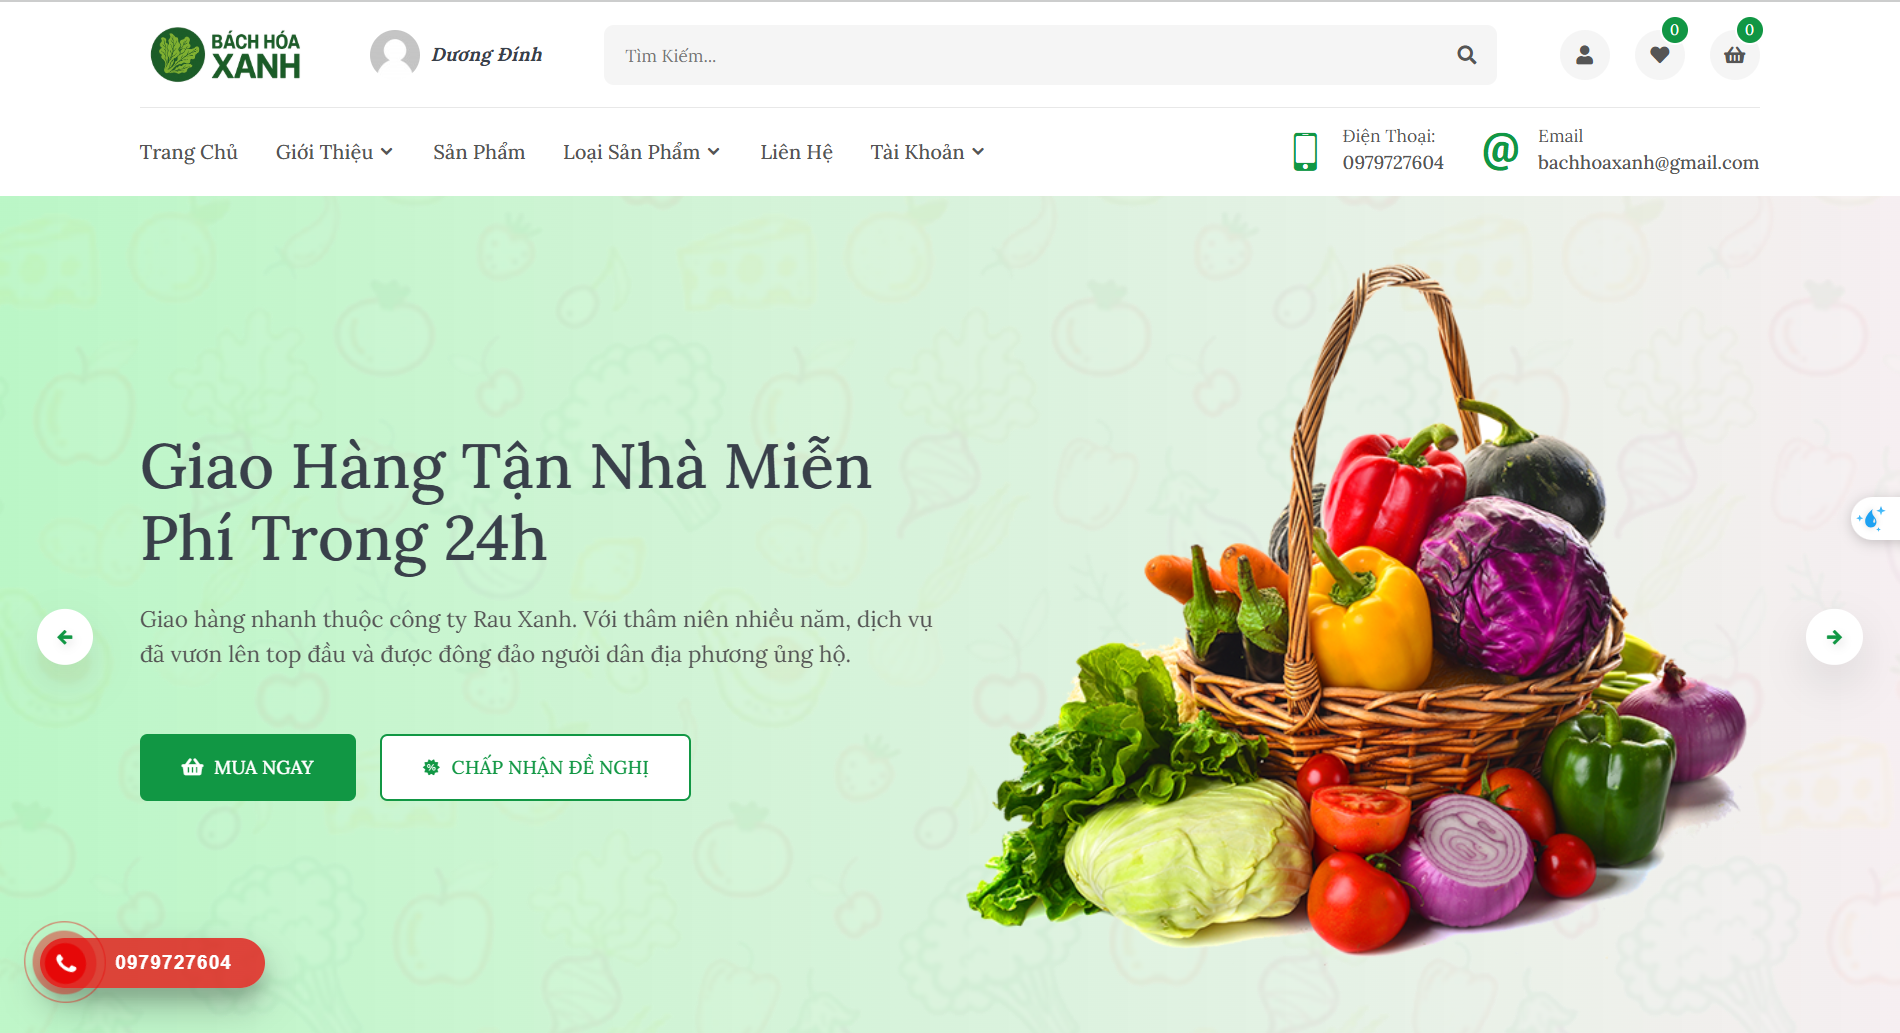 BÁCH HÓA
XANH
Dương Đính
Tìm Kiếm...
0
0
Trang Chủ
Giới Thiệu
Sản Phẩm
Loại Sản Phẩm
Liên Hệ
Tài Khoản
Điện Thoại:
0979727604
@
Email
bachhoaxanh@gmail.com
Giao Hàng Tận Nhà Miễn
Phí Trong 24h
Giao hàng nhanh thuộc công ty Rau Xanh. Với thâm niên nhiều năm, dịch vụ
đã vươn lên top đầu và được đông đảo người dân địa phương ủng hộ.
MUA NGAY
% CHẤP NHẬN ĐỀ NGHỊ
0979727604